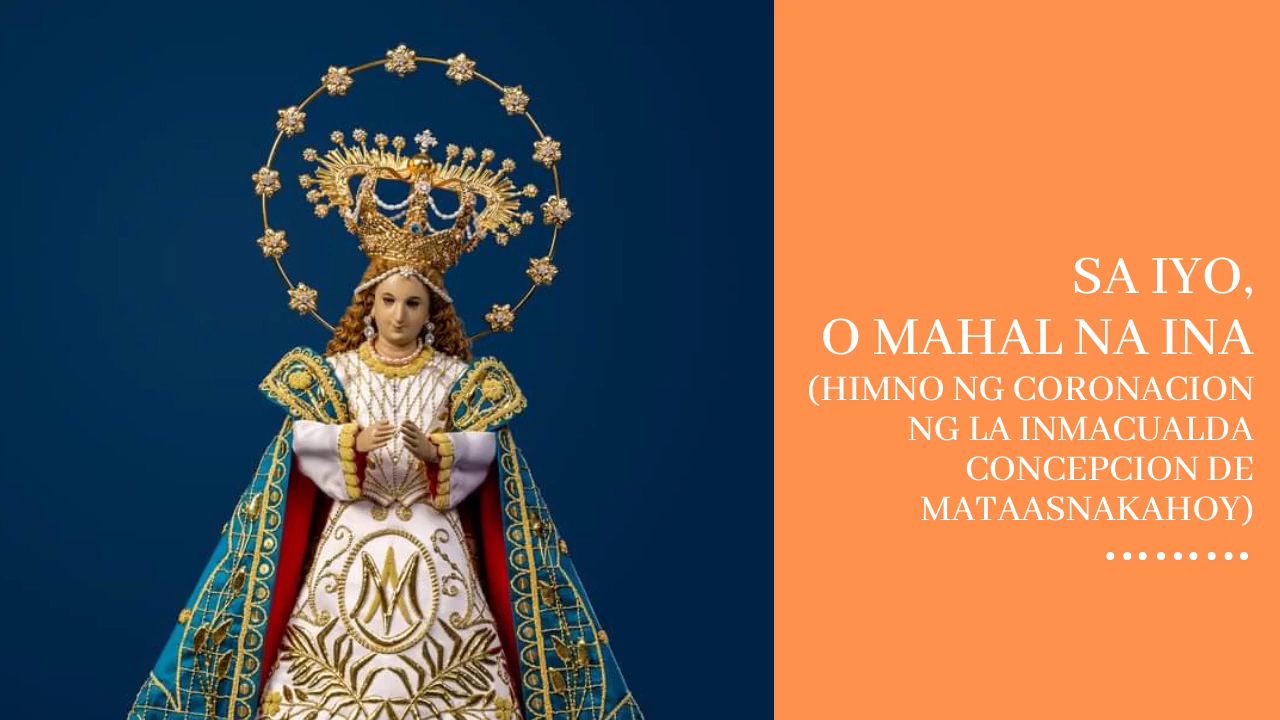 SA IYO,
O MAHAL NA INA
(HIMNO NG CORONACION
NG LA INMACUALDA
CONCEPCION DE
MATAASNAKAHOY)